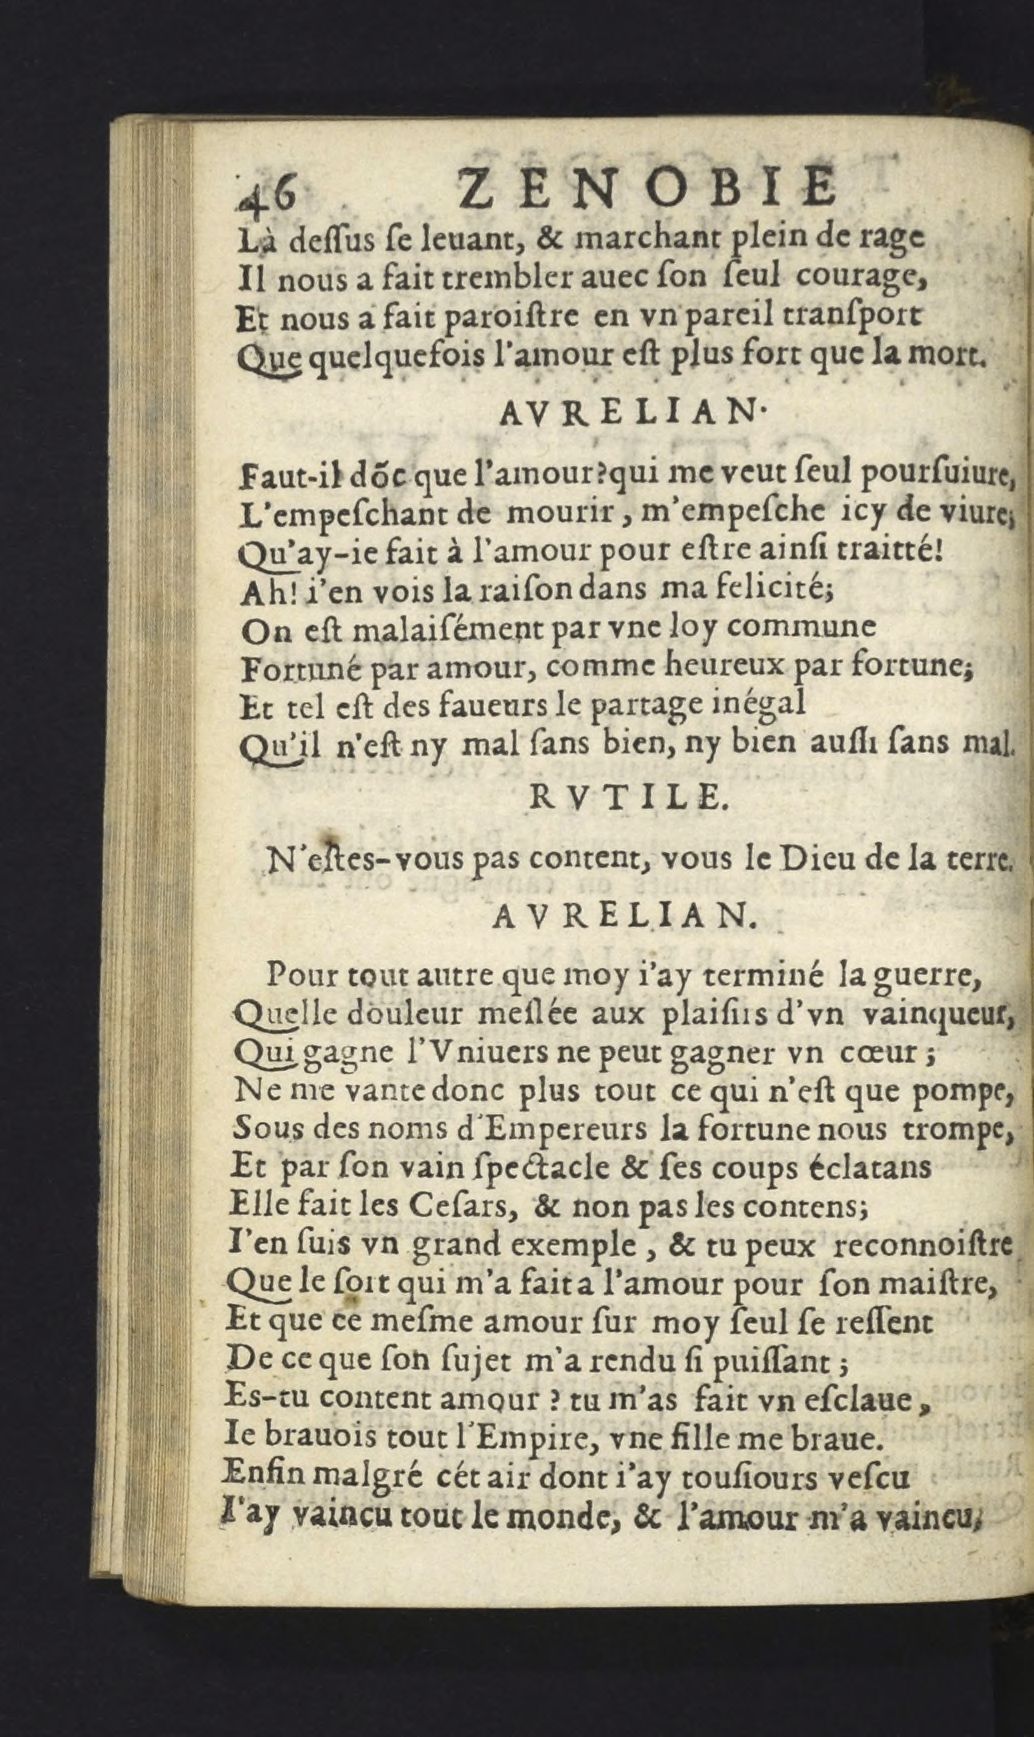 46 ZENOBIE
Là deſſus ſe leuant, & marchant plein de rage
Il nous a fait trembler auec ſon ſeul courage,
Et nous a fait paroiſtre en vn pareil tranſport
Que quelquefois l'amour eſt plus fort que la mort.
AVRELIAN.
Faut-il dõc que l'amour?qui me veut ſeul pourſuiure,
L'empeſchant de mourir, m'empeſche icy de viure;
Qu'ay-ie fait à l'amour pour eſtre ainſi traitté!
Ah! i'en vois la raiſon dans ma felicité;
On eſt malaiſément par vne loy commune
Fortuné par amour, comme heureux par fortune;
Et tel eſt des faueurs le partage inégal
Qu'il n'eſt ny mal ſans bien, ny bien auſſi ſans mal.
RVTILE.
N'eſtes-vous pas content, vous le Dieu de la terre.
AVRELIAN.
Pour tout autre que moy i'ay terminé la guerre,
Quelle douleur meſlée aux plaiſirs d'vn vainqueur,
Qui gagne l'Vniuers ne peut gagner vn cœur;
Ne me vante donc plus tout ce qui n'eſt que pompe,
Sous des noms d'Empereurs la fortune nous trompe,
Et par ſon vain ſpectacle & ſes coups éclatans
Elle fait les Ceſars, & non pas les contens;
I'en ſuis vn grand exemple, & tu peux reconnoiſtre
Que le ſort qui m'a fait a l'amour pour ſon maiſtre,
Et que ce meſme amour ſur moy ſeul ſe reſſent
De ce que ſon ſujet m'a rendu ſi puiſſant;
Es-tu content amour? tu m'as fait vn eſclaue,
Ie brauois tout l'Empire, vne fille me braue.
Enfin malgré cét air dont i'ay touſiours veſcu
I'ay vaincu tout le monde, & l'amour m'a vaincu;